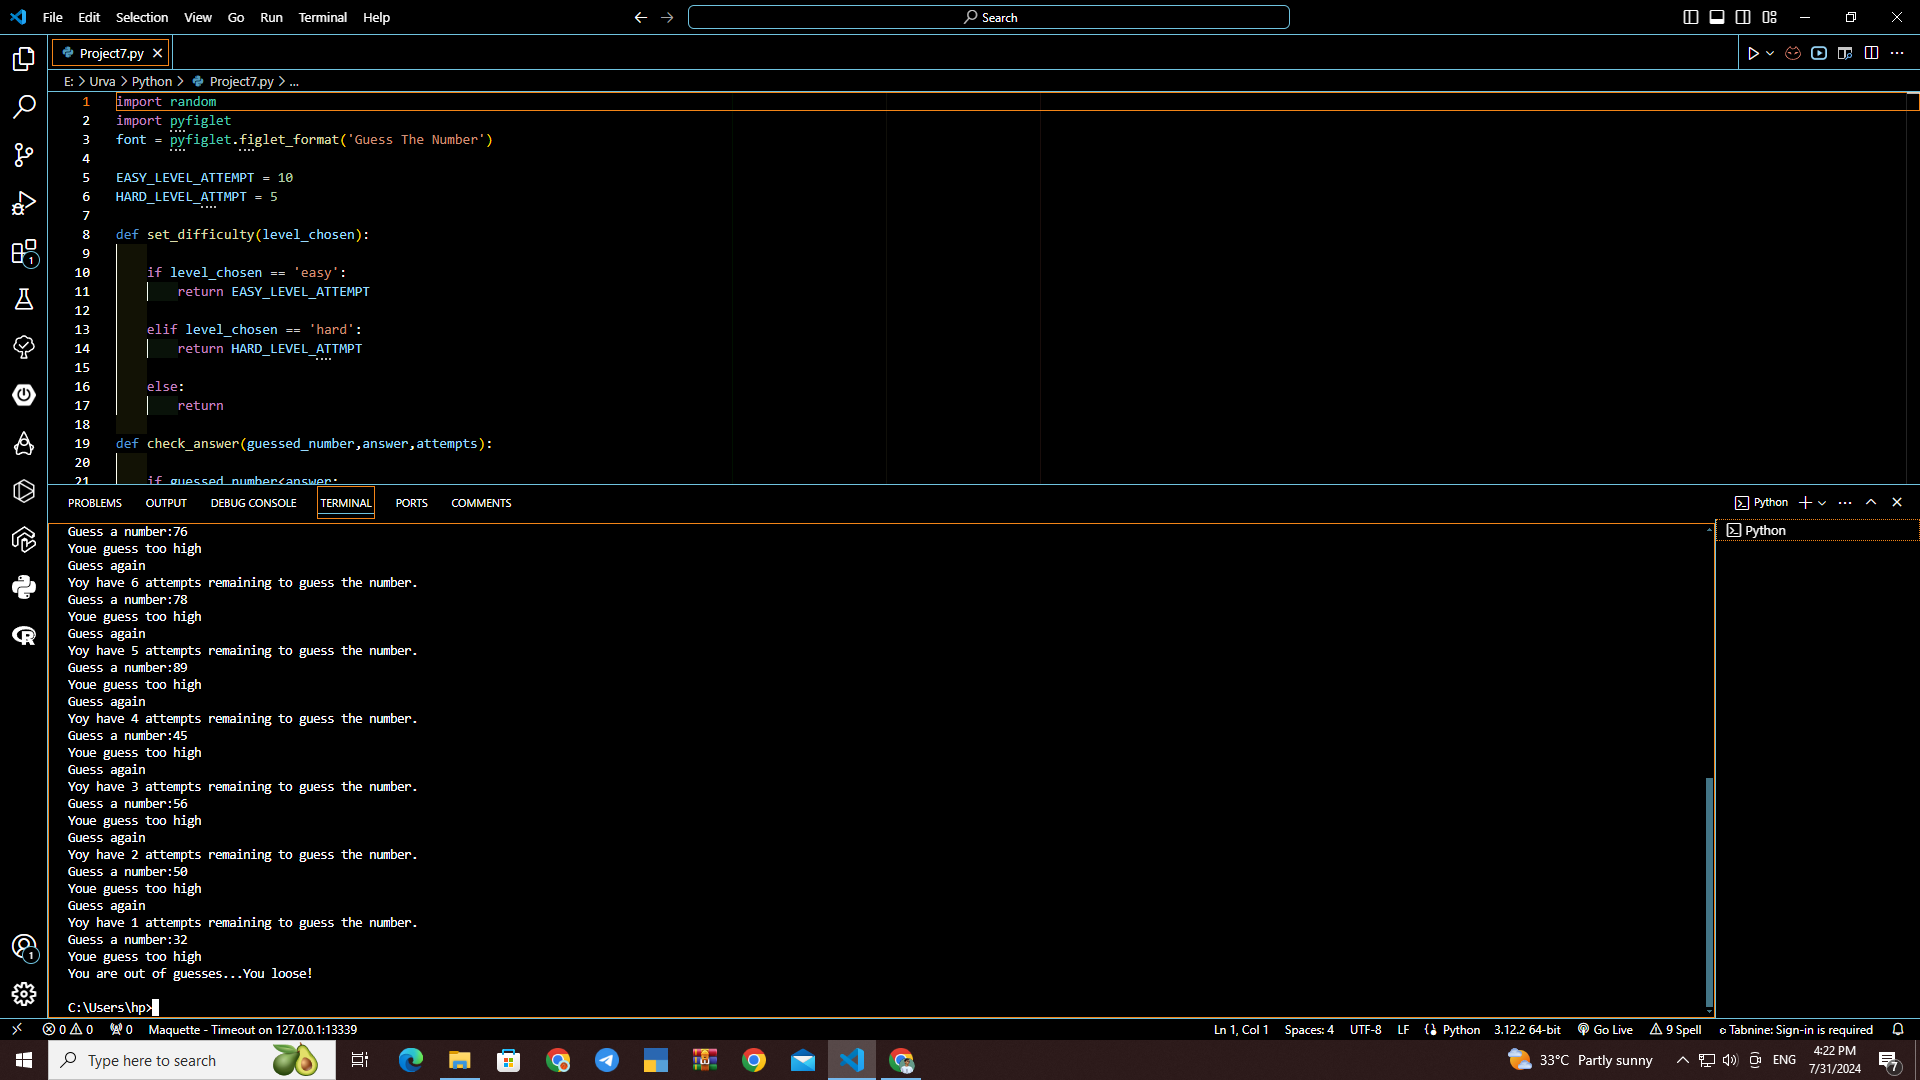 File Edit Selection View Go Run Terminal Help
Search
Project7.py
E: > Urva > Python > Project7.py > ...
1 import random
2 import pyfiglet
3 font = pyfiglet.figlet_format('Guess The Number')
4
5 EASY_LEVEL_ATTEMPT = 10
6 HARD_LEVEL_ATTMPT = 5
7
8 def set_difficulty(level_chosen):
9
10 if level_chosen == 'easy':
11 return EASY_LEVEL_ATTEMPT
12
13 elif level_chosen == 'hard':
14 return HARD_LEVEL_ATTMPT
15
16 else:
17 return
18
19 def check_answer(guessed_number,answer,attempts):
20
21 if guessed_number<answer:
PROBLEMS OUTPUT DEBUG CONSOLE TERMINAL PORTS COMMENTS
Python
Python
Guess a number:76
Youe guess too high
Guess again
Yoy have 6 attempts remaining to guess the number.
Guess a number:78
Youe guess too high
Guess again
Yoy have 5 attempts remaining to guess the number.
Guess a number:89
Youe guess too high
Guess again
Yoy have 4 attempts remaining to guess the number.
Guess a number:45
Youe guess too high
Guess again
Yoy have 3 attempts remaining to guess the number.
Guess a number:56
Youe guess too high
Guess again
Yoy have 2 attempts remaining to guess the number.
Guess a number:50
Youe guess too high
Guess again
Yoy have 1 attempts remaining to guess the number.
Guess a number:32
Youe guess too high
You are out of guesses...You loose!
C:\Users\hp>
0 0 0 Maquette - Timeout on 127.0.0.1:13339 Ln 1, Col 1 Spaces: 4 UTF-8 LF Python 3.12.2 64-bit Go Live 9 Spell Tabnine: Sign-in is required
Type here to search 33°C Partly sunny ENG 4:22 PM
7/31/2024 7